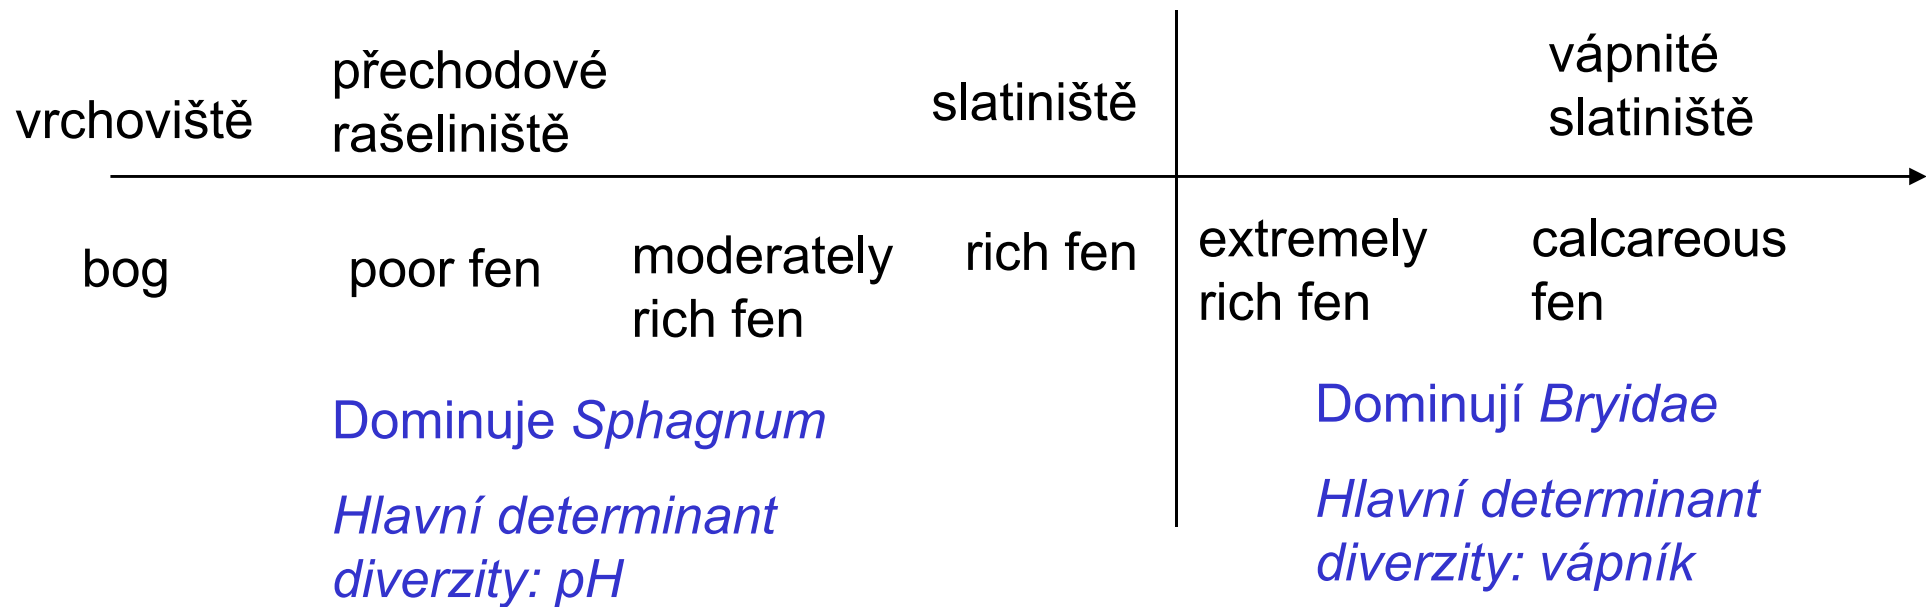 vrchoviště
přechodové
rašeliniště
slatiniště
vápnité
slatiniště
bog
poor fen
moderately
rich fen
rich fen
extremely
rich fen
calcareous
fen
Dominuje Sphagnum
Hlavní determinant
diverzity: pH
Dominují Bryidae
Hlavní determinant
diverzity: vápník